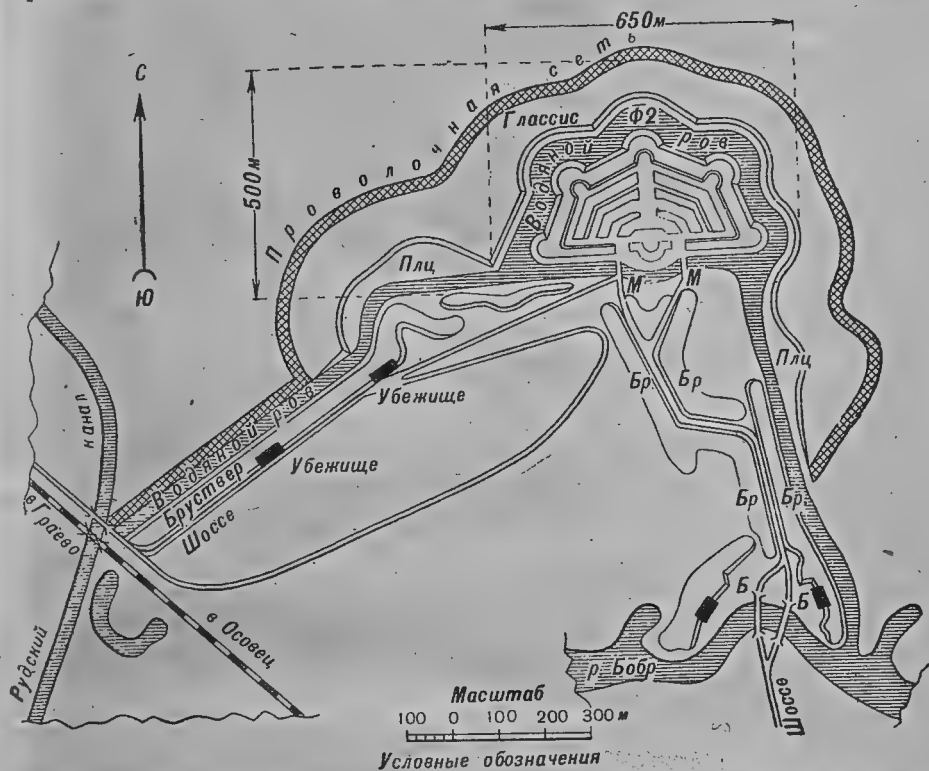 650м
С
Ю
500м
Проволочная сеть
Гласис
Ф2
Водяной ров
Плц
М
М
Плц
Бр
Бр
Убежище
Убежище
Водяной ров
Бруствер
Шоссе
канал
в Граево
в Осовец
Рудский
Бр
Бр
Б
Б
р. Бобр
Шоссе
Масштаб
100 0 100 200 300 м
Условные обозначения